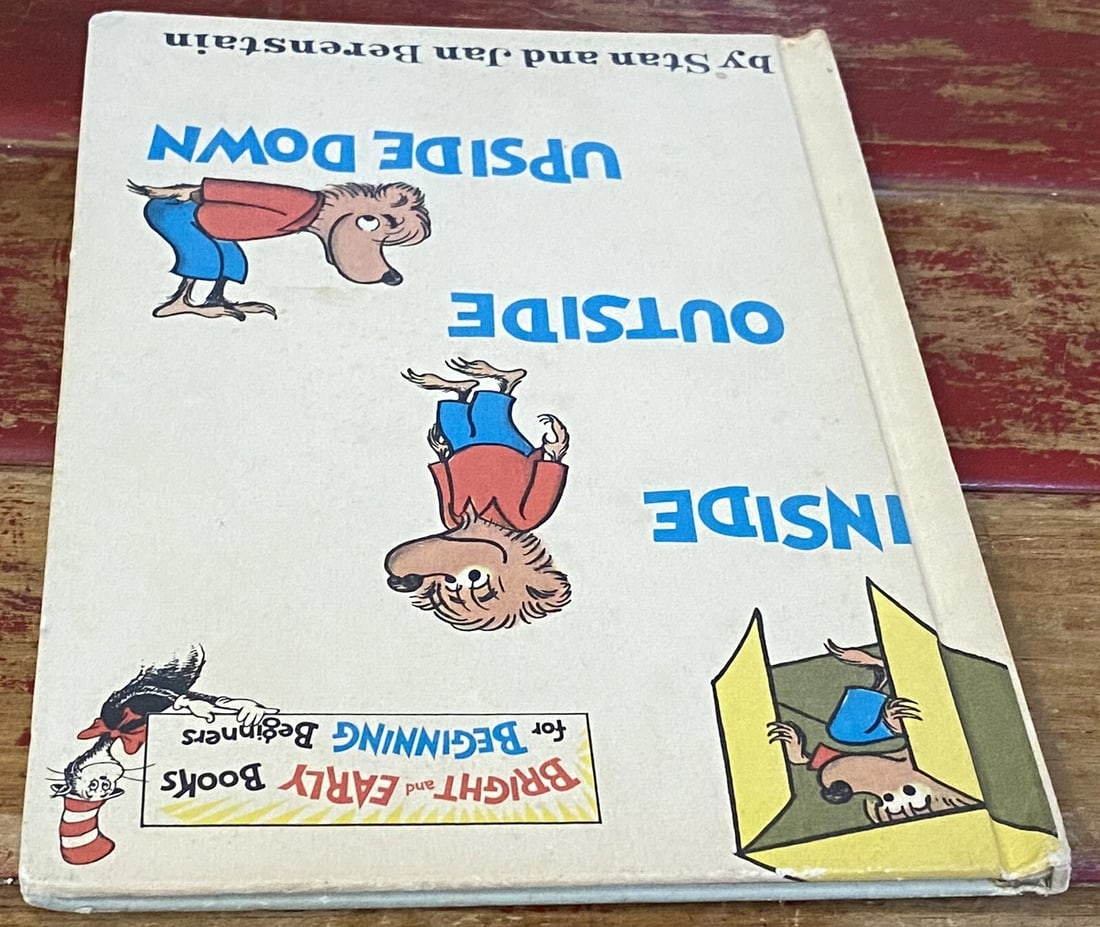 BRIGHT and EARLY BOOKS
for BEGINNING Beginners
INSIDE
OUTSIDE
UPSIDE DOWN
by Stan and Jan Berenstain